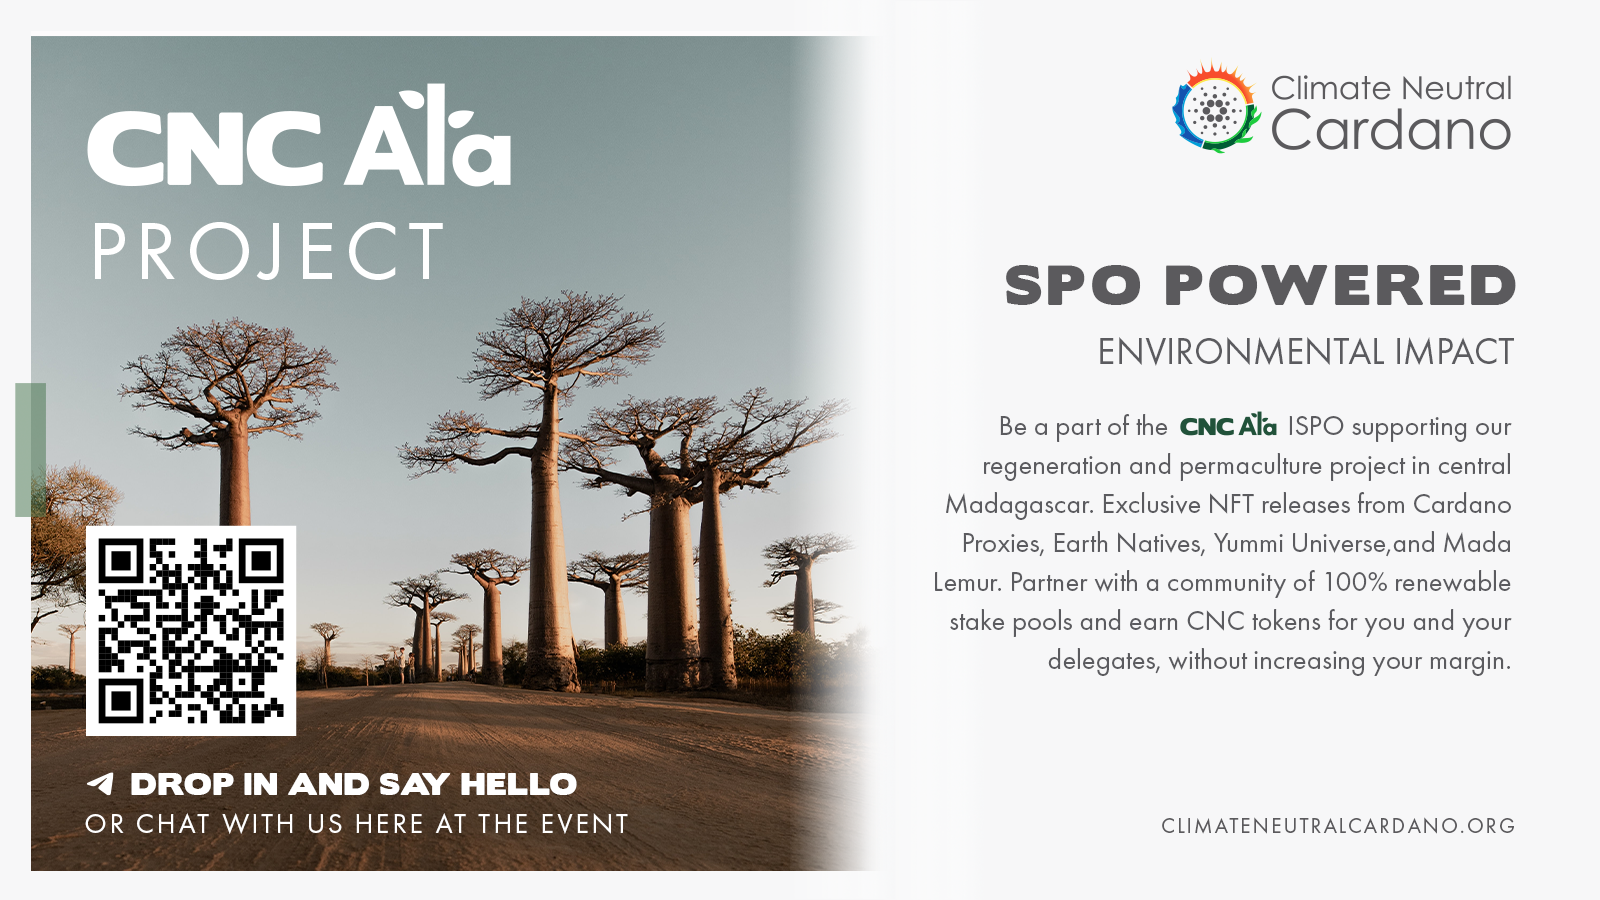 CNC Ala
PROJECT
DROP IN AND SAY HELLO
OR CHAT WITH US HERE AT THE EVENT
Climate Neutral
Cardano
SPO POWERED
ENVIRONMENTAL IMPACT
Be a part of the CNC Ala ISPO supporting our
regeneration and permaculture project in central
Madagascar. Exclusive NFT releases from Cardano
Proxies, Earth Natives, Yummi Universe,and Mada
Lemur. Partner with a community of 100% renewable
stake pools and earn CNC tokens for you and your
delegates, without increasing your margin.
CLIMATENEUTRALCARDANO.ORG